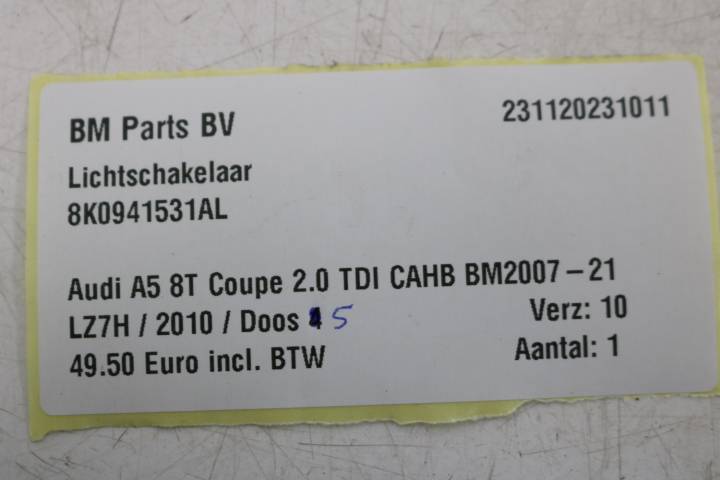 BM Parts BV 231120231011
Lichtschakelaar
8K0941531AL
Audi A5 8T Coupe 2.0 TDI CAHB BM2007-21
LZ7H / 2010 / Doos 5 Verz: 10
49.50 Euro incl. BTW Aantal: 1